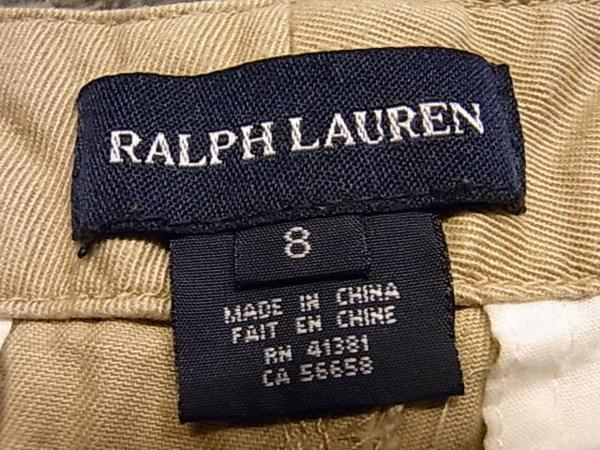 RALPH LAUREN
8
MADE IN CHINA
FAIT EN CHINE
RN 41381
CA 56658